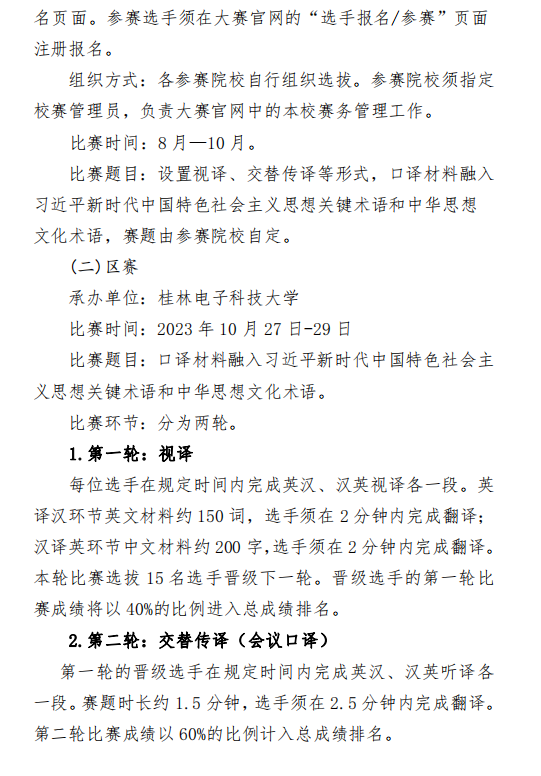 名页面。参赛选手须在大赛官网的“选手报名/参赛”页面
注册报名。
组织方式：各参赛院校自行组织选拔。参赛院校须指定
校赛管理员，负责大赛官网中的本校赛务管理工作。
比赛时间：8月—10月。
比赛题目：设置视译、交替传译等形式，口译材料融入
习近平新时代中国特色社会主义思想关键术语和中华思想
文化术语，赛题由参赛院校自定。
(二)区赛
承办单位：桂林电子科技大学
比赛时间：2023年10月27日-29日
比赛题目：口译材料融入习近平新时代中国特色社会主
义思想关键术语和中华思想文化术语。
比赛环节：分为两轮。
1.第一轮：视译
每位选手在规定时间内完成英汉、汉英视译各一段。英
译汉环节英文材料约150词，选手须在2分钟内完成翻译；
汉译英环节中文材料约200字,选手须在2分钟内完成翻译。
本轮比赛选拔15名选手晋级下一轮。晋级选手的第一轮比
赛成绩将以40%的比例进入总成绩排名。
2.第二轮：交替传译（会议口译）
第一轮的晋级选手在规定时间内完成英汉、汉英听译各
一段。赛题时长约1.5分钟，选手须在2.5分钟内完成翻译。
第二轮比赛成绩以60%的比例计入总成绩排名。